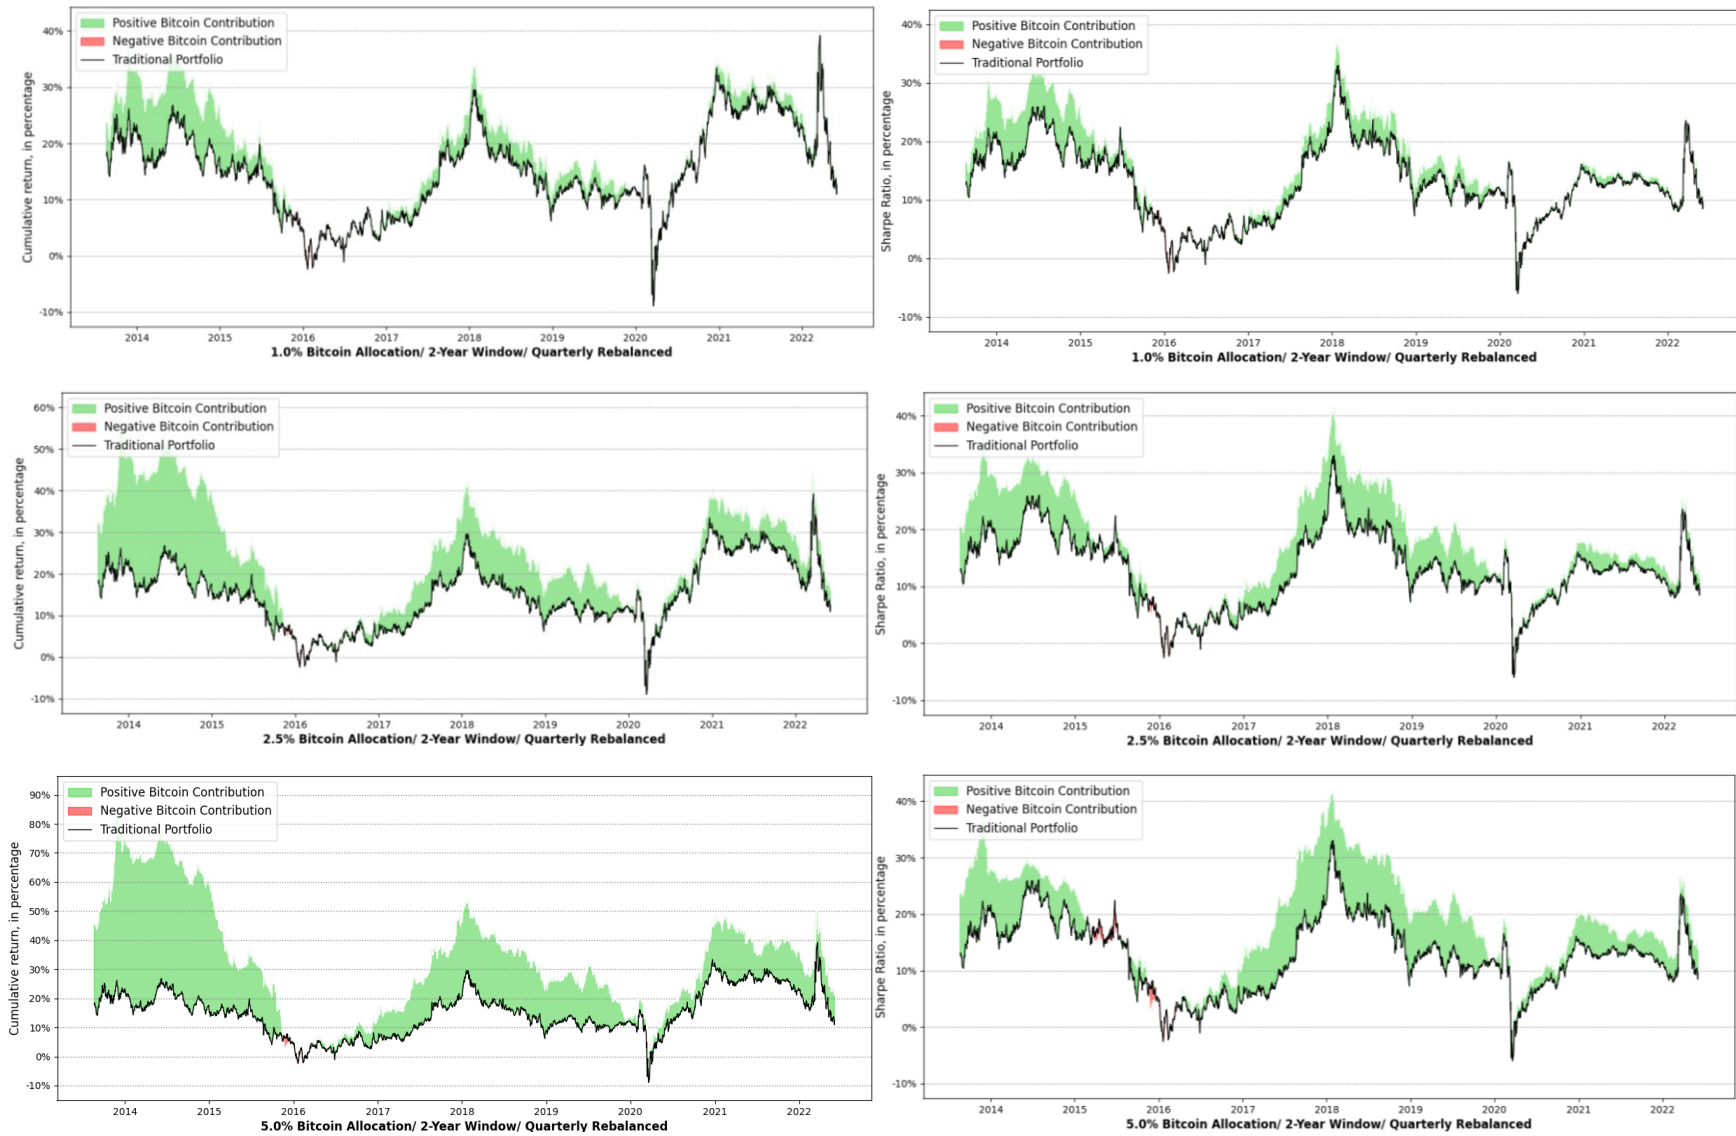 Positive Bitcoin Contribution
Negative Bitcoin Contribution
Traditional Portfolio
Cumulative return, in percentage
40%
30%
20%
10%
0%
-10%
2014 2015 2016 2017 2018 2019 2020 2021 2022
1.0% Bitcoin Allocation/ 2-Year Window/ Quarterly Rebalanced
Positive Bitcoin Contribution
Negative Bitcoin Contribution
Traditional Portfolio
Sharpe Ratio, in percentage
40%
30%
20%
10%
0%
-10%
2014 2015 2016 2017 2018 2019 2020 2021 2022
1.0% Bitcoin Allocation/ 2-Year Window/ Quarterly Rebalanced
Positive Bitcoin Contribution
Negative Bitcoin Contribution
Traditional Portfolio
Cumulative return, in percentage
60%
50%
40%
30%
20%
10%
0%
-10%
2014 2015 2016 2017 2018 2019 2020 2021 2022
2.5% Bitcoin Allocation/ 2-Year Window/ Quarterly Rebalanced
Positive Bitcoin Contribution
Negative Bitcoin Contribution
Traditional Portfolio
Sharpe Ratio, in percentage
40%
30%
20%
10%
0%
-10%
2014 2015 2016 2017 2018 2019 2020 2021 2022
2.5% Bitcoin Allocation/ 2-Year Window/ Quarterly Rebalanced
Positive Bitcoin Contribution
Negative Bitcoin Contribution
Traditional Portfolio
Cumulative return, in percentage
90%
80%
70%
60%
50%
40%
30%
20%
10%
0%
-10%
2014 2015 2016 2017 2018 2019 2020 2021 2022
5.0% Bitcoin Allocation/ 2-Year Window/ Quarterly Rebalanced
Positive Bitcoin Contribution
Negative Bitcoin Contribution
Traditional Portfolio
Sharpe Ratio, in percentage
40%
30%
20%
10%
0%
-10%
2014 2015 2016 2017 2018 2019 2020 2021 2022
5.0% Bitcoin Allocation/ 2-Year Window/ Quarterly Rebalanced